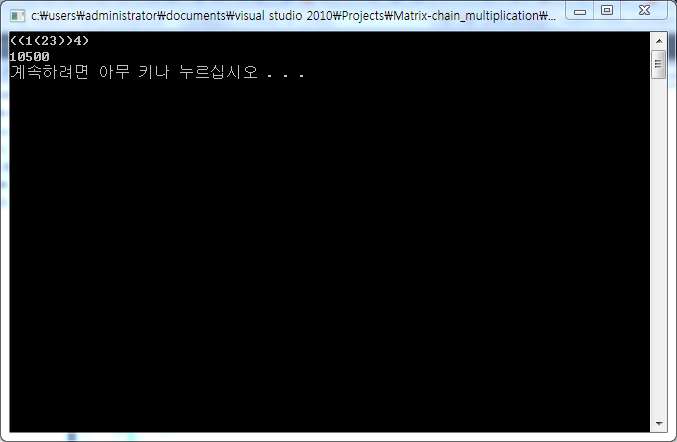 c:₩users₩administrator₩documents₩visual studio 2010₩Projects₩Matrix-chain_multiplication₩...
((1(23))4)
10500
계속하려면 아무 키나 누르십시오 . . .